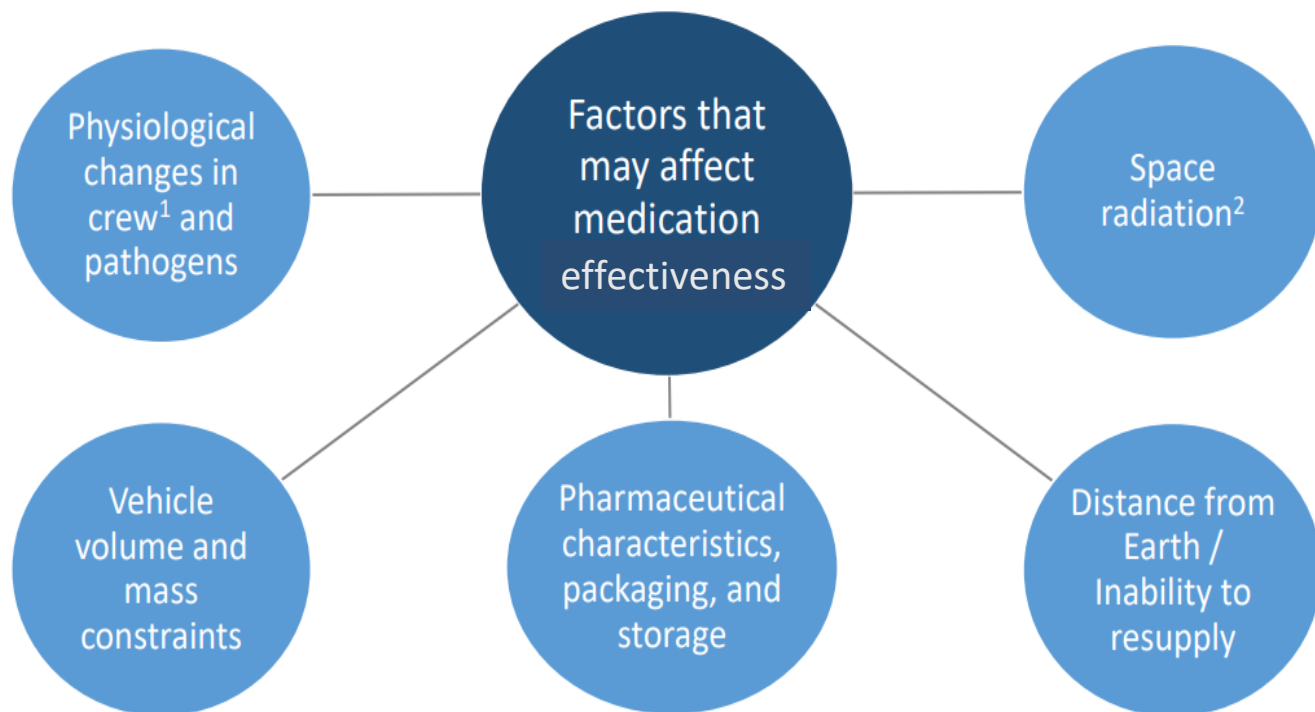 Factors that
may affect
medication
effectiveness
Physiological
changes in
crew¹ and
pathogens
Space
radiation²
Vehicle
volume and
mass
constraints
Pharmaceutical
characteristics,
packaging, and
storage
Distance from
Earth /
Inability to
resupply